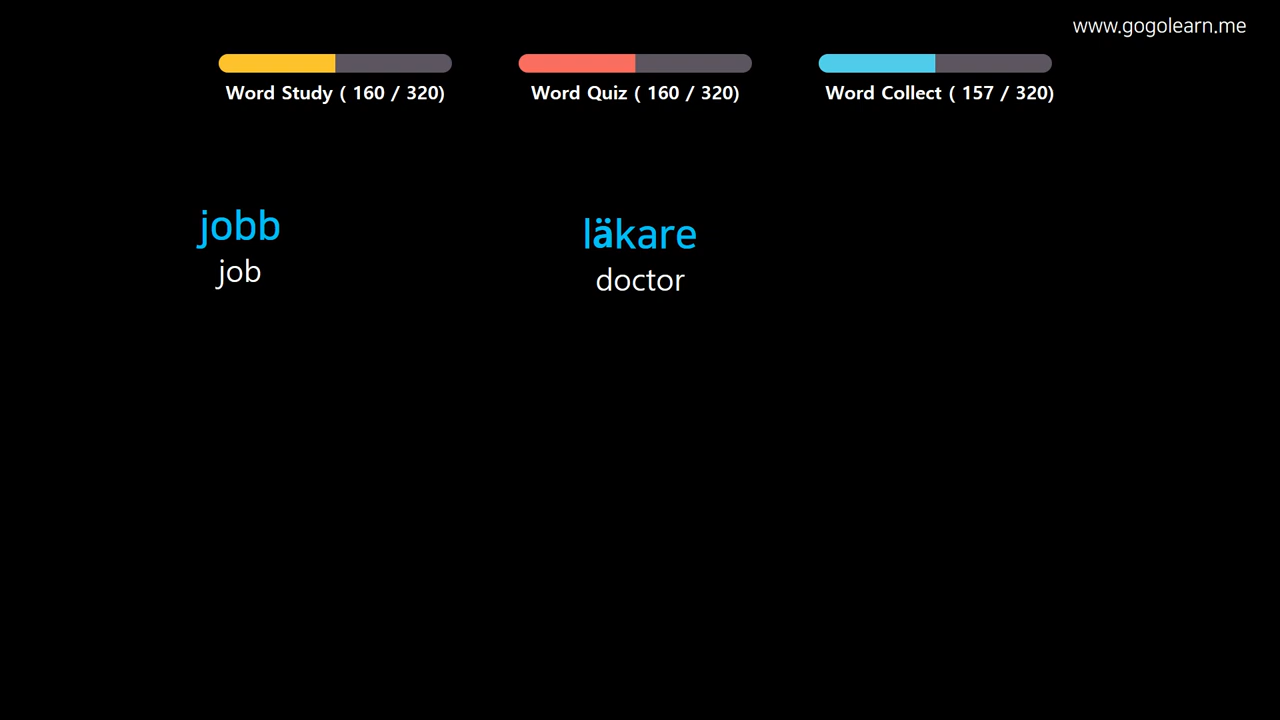 www.gogolearn.me
Word Study ( 160 / 320)
Word Quiz ( 160 / 320)
Word Collect ( 157 / 320)
jobb
job
läkare
doctor